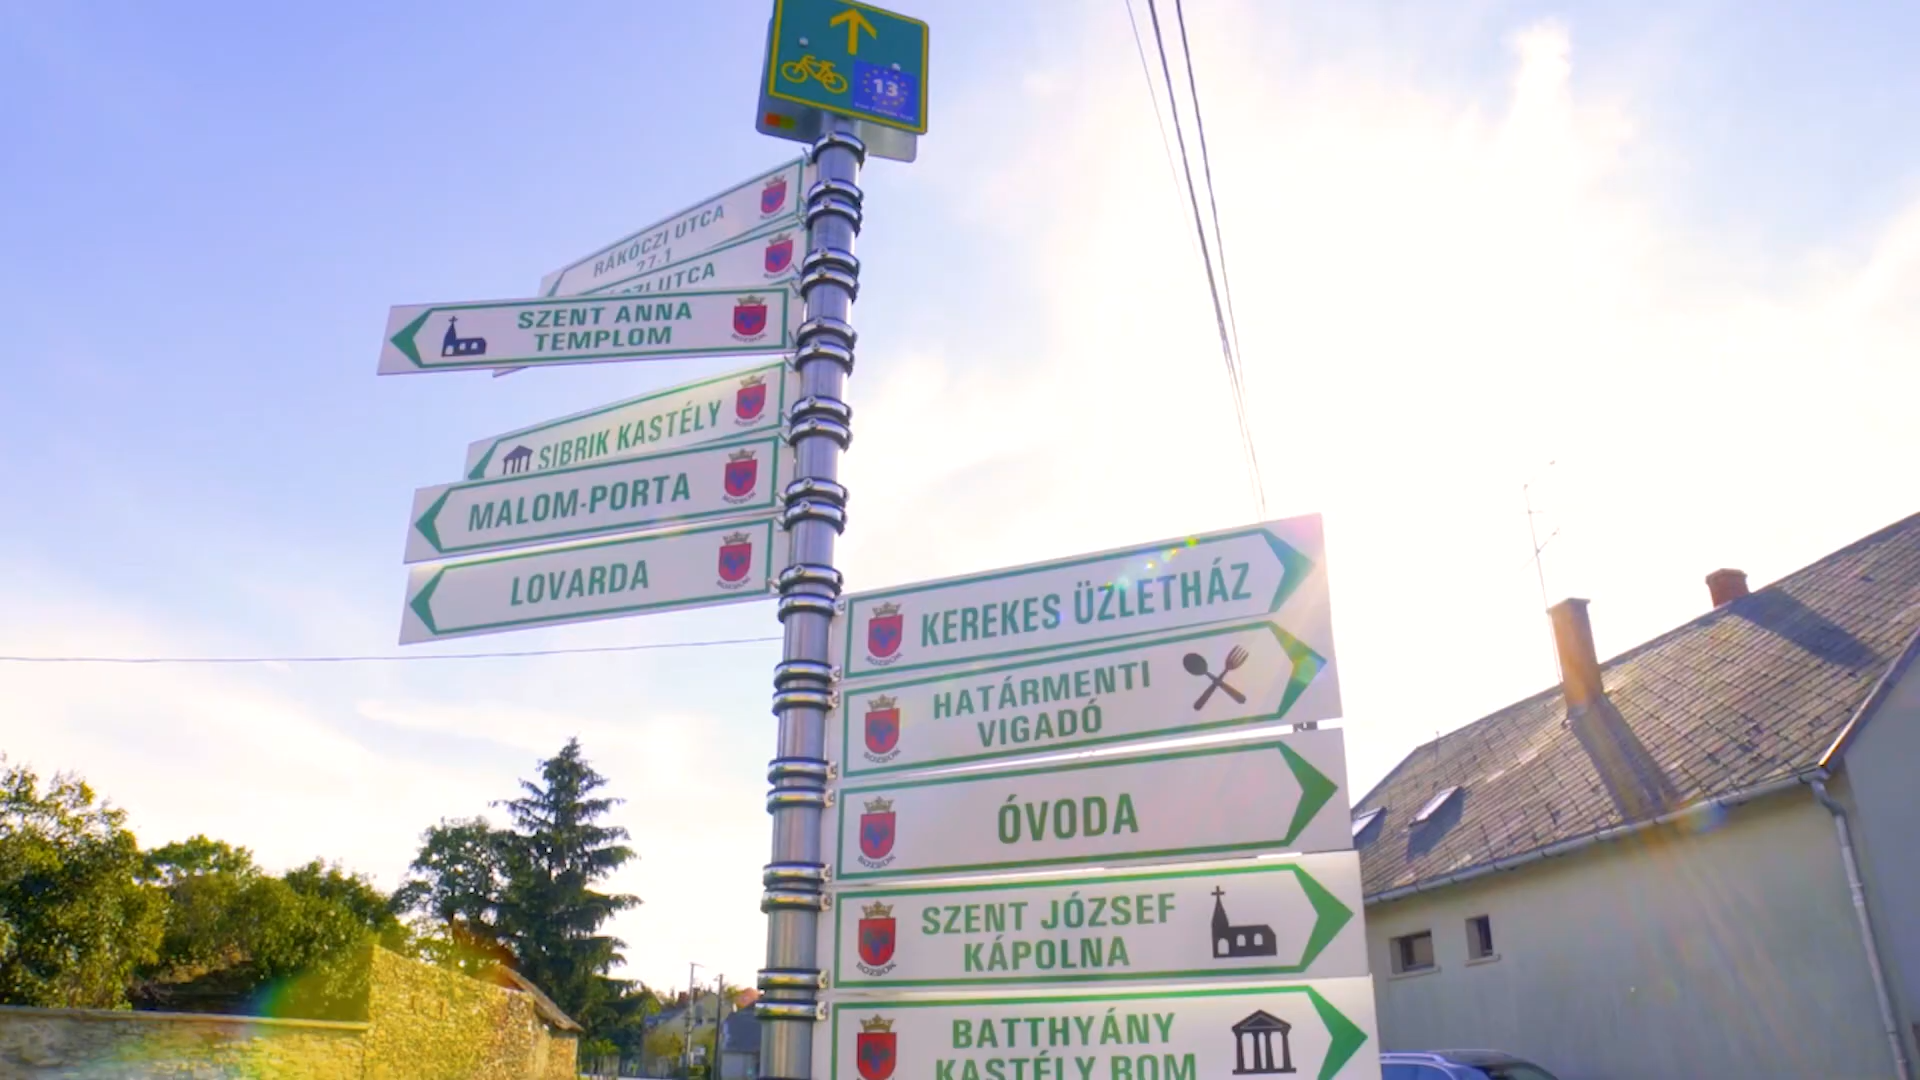 13
RÁKÓCZI UTCA
27-1
UTCA
SZENT ANNA
TEMPLOM
SIBRIK KASTÉLY
MALOM-PORTA
LOVARDA
KEREKES ÜZLETHÁZ
HATÁRMENTI
VIGADÓ
ÓVODA
SZENT JÓZSEF
KÁPOLNA
BATTHYÁNY
KASTÉLY ROM